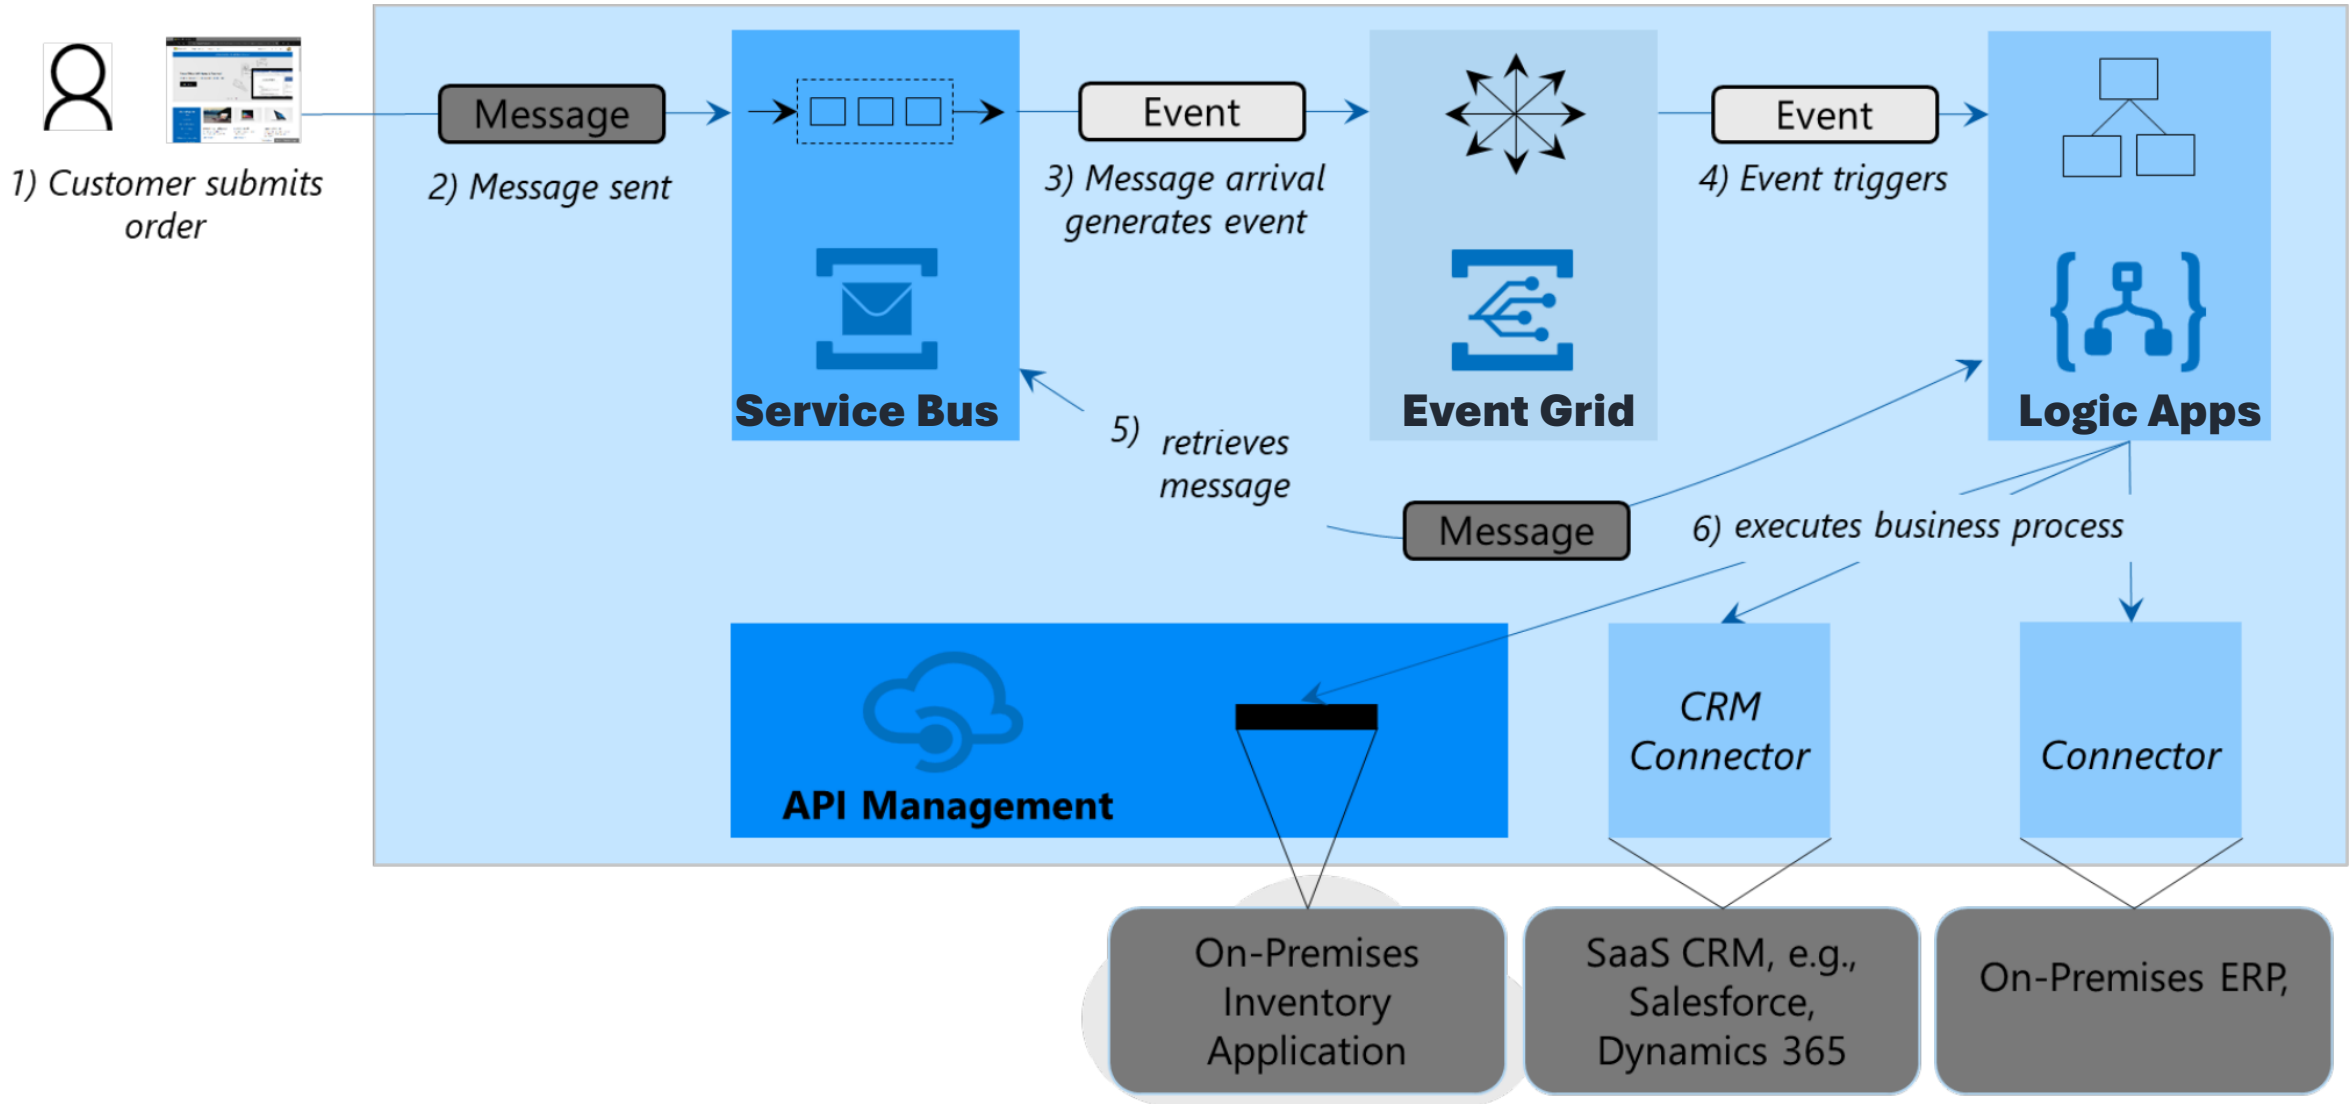 1) Customer submits
order
Message
2) Message sent
Service Bus
Event
3) Message arrival
generates event
Event Grid
Event
4) Event triggers
Logic Apps
5)
retrieves
message
Message
6) executes business process
API Management
CRM
Connector
Connector
On-Premises
Inventory
Application
SaaS CRM, e.g.,
Salesforce,
Dynamics 365
On-Premises ERP,